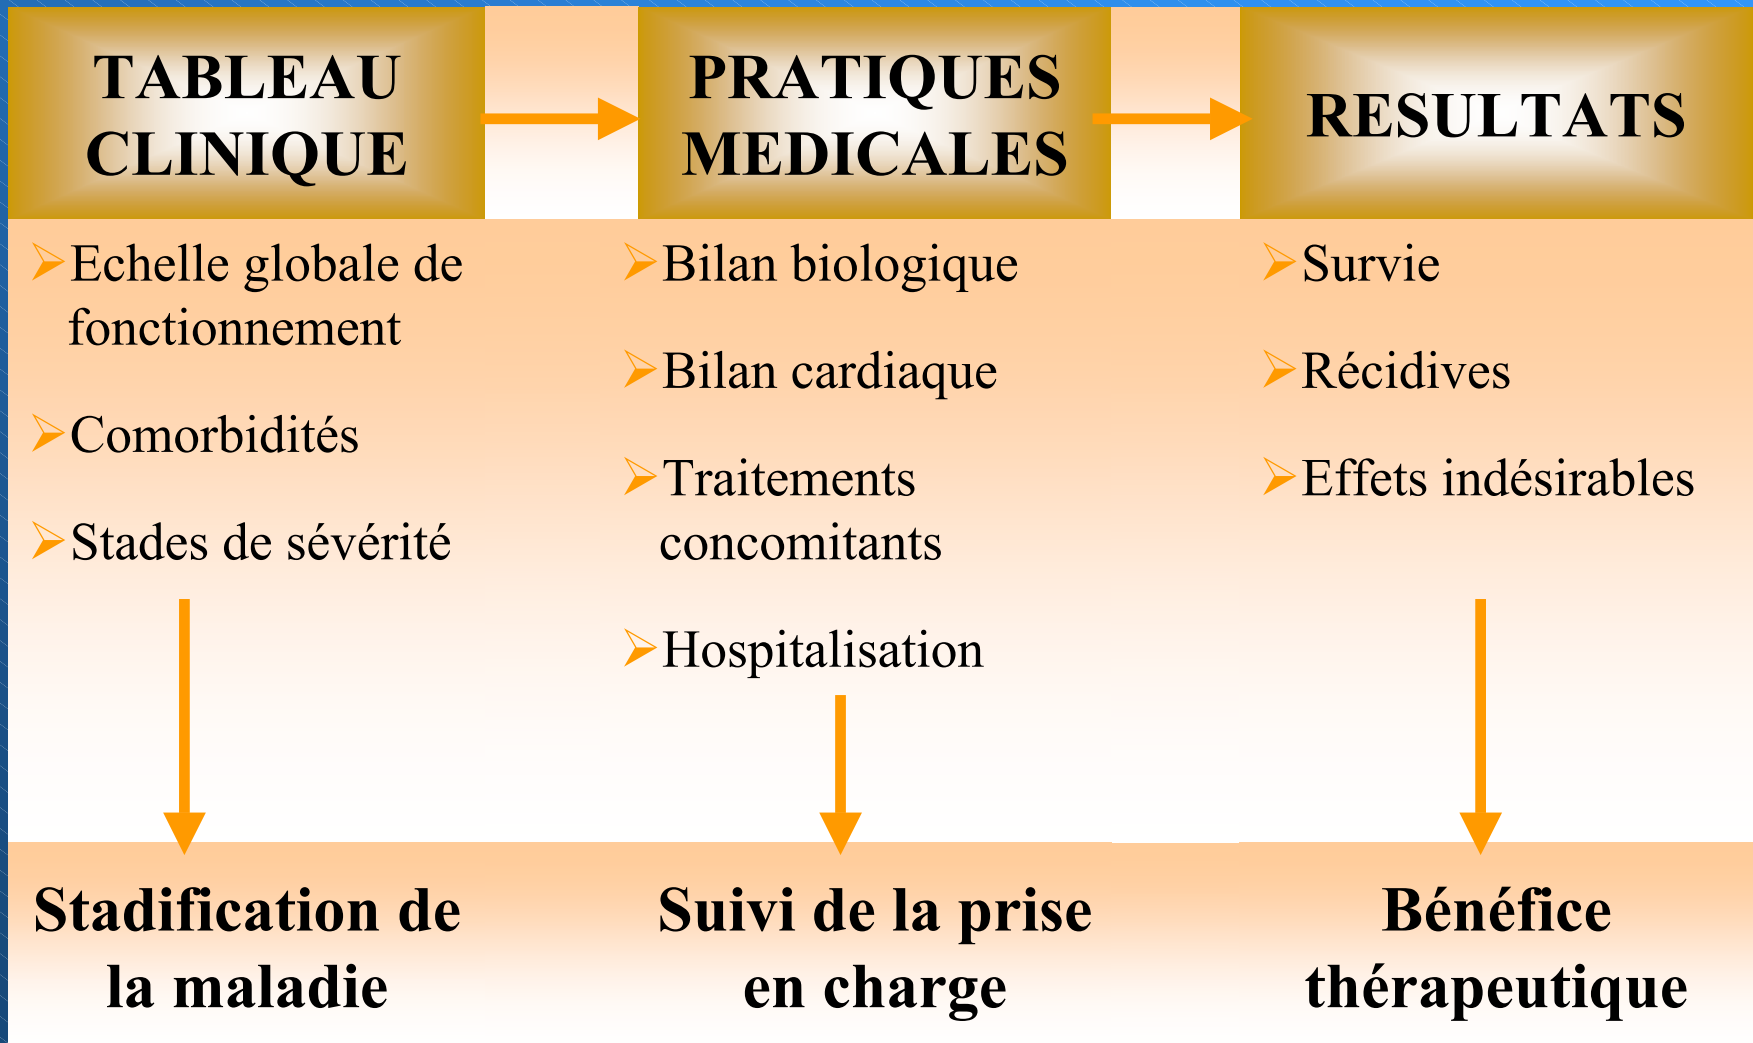 TABLEAU
CLINIQUE
PRATIQUES
MEDICALES
RESULTATS
Echelle globale de
fonctionnement
Comorbidités
Stades de sévérité
Bilan biologique
Bilan cardiaque
Traitements
concomitants
Hospitalisation
Survie
Récidives
Effets indésirables
Stadification de
la maladie
Suivi de la prise
en charge
Bénéfice
thérapeutique